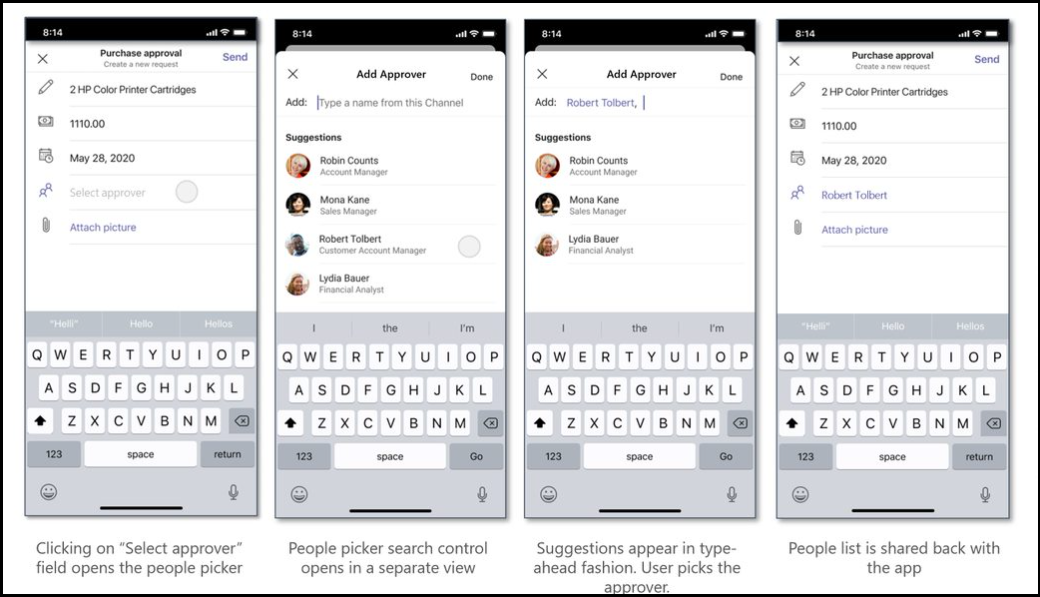 8:14
Purchase approval
Create a new request
Send
2 HP Color Printer Cartridges
1110.00
May 28, 2020
Select approver
Attach picture
"Helli" Hello Hellos
Q W E R T Y U I O P
A S D F G H J K L
Z X C V B N M
123 space return
Clicking on “Select approver”
field opens the people picker
8:14
Add Approver
Done
Add: Type a name from this Channel
Suggestions
Robin Counts
Account Manager
Mona Kane
Sales Manager
Robert Tolbert
Customer Account Manager
Lydia Bauer
Financial Analyst
I the I'm
Q W E R T Y U I O P
A S D F G H J K L
Z X C V B N M
123 space Go
People picker search control
opens in a separate view
8:14
Add Approver
Done
Add: Robert Tolbert,
Suggestions
Robin Counts
Account Manager
Mona Kane
Sales Manager
Lydia Bauer
Financial Analyst
I the I'm
Q W E R T Y U I O P
A S D F G H J K L
Z X C V B N M
123 space Go
Suggestions appear in type-
ahead fashion. User picks the
approver.
8:14
Purchase approval
Create a new request
Send
2 HP Color Printer Cartridges
1110.00
May 28, 2020
Robert Tolbert
Attach picture
"Helli" Hello Hellos
Q W E R T Y U I O P
A S D F G H J K L
Z X C V B N M
123 space return
People list is shared back with
the app